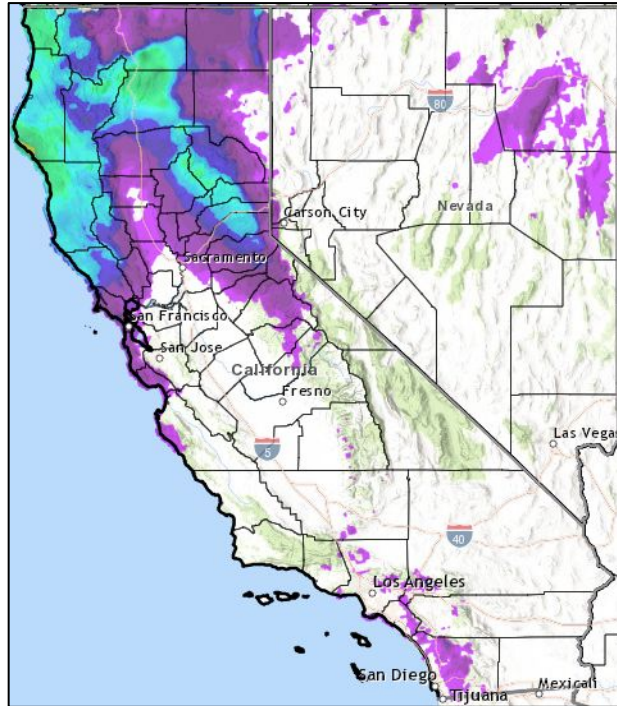 80
Carson City
Nevada
Sacramento
San Francisco
San Jose
California
Fresno
5
Las Vegas
40
Los Angeles
San Diego
Mexicali
Tijuana